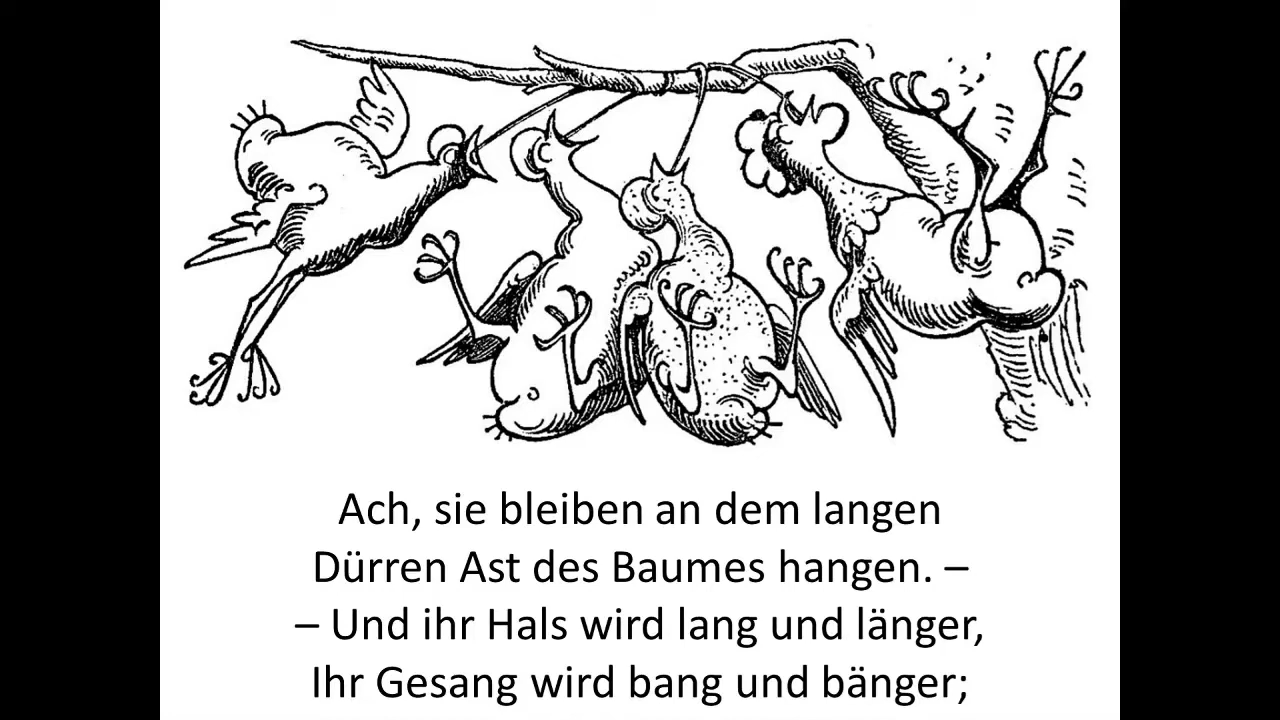 Ach, sie bleiben an dem langen
Dürren Ast des Baumes hangen. –
– Und ihr Hals wird lang und länger,
Ihr Gesang wird bang und bänger;